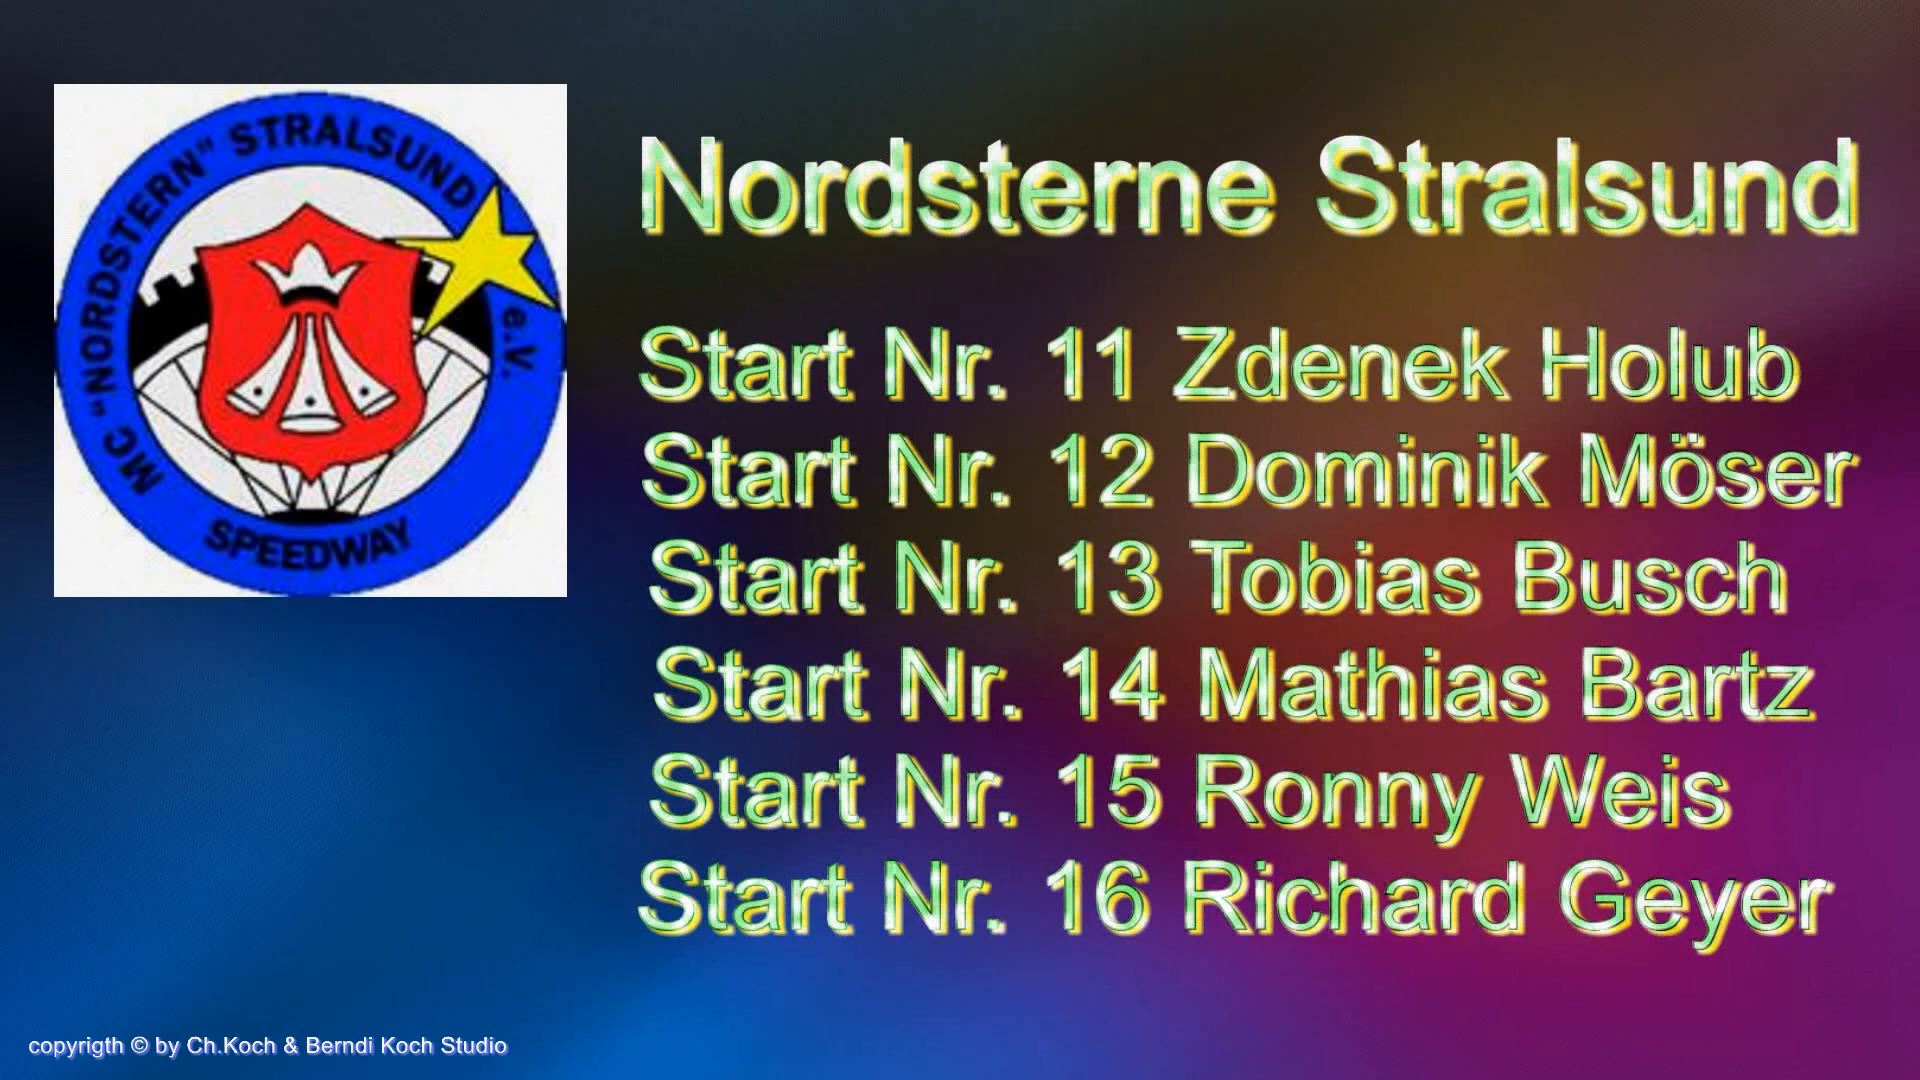 MC "NORDSTERN" STRALSUND e.V.
SPEEDWAY
Nordsterne Stralsund
Start Nr. 11 Zdenek Holub
Start Nr. 12 Dominik Möser
Start Nr. 13 Tobias Busch
Start Nr. 14 Mathias Bartz
Start Nr. 15 Ronny Weis
Start Nr. 16 Richard Geyer
copyrigth © by Ch.Koch & Berndi Koch Studio